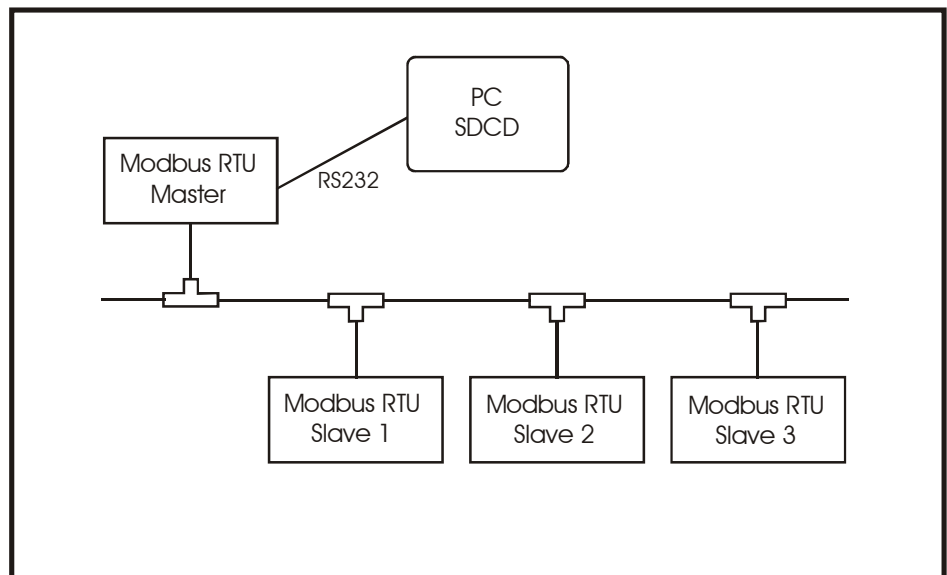 PC
SDCD
Modbus RTU
Master
RS232
Modbus RTU
Slave 1
Modbus RTU
Slave 2
Modbus RTU
Slave 3